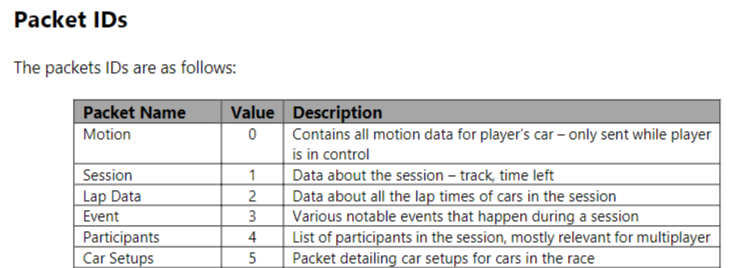 Packet IDs
The packets IDs are as follows:
Packet Name Value Description
Motion 0 Contains all motion data for player's car – only sent while player
is in control
Session 1 Data about the session – track, time left
Lap Data 2 Data about all the lap times of cars in the session
Event 3 Various notable events that happen during a session
Participants 4 List of participants in the session, mostly relevant for multiplayer
Car Setups 5 Packet detailing car setups for cars in the race